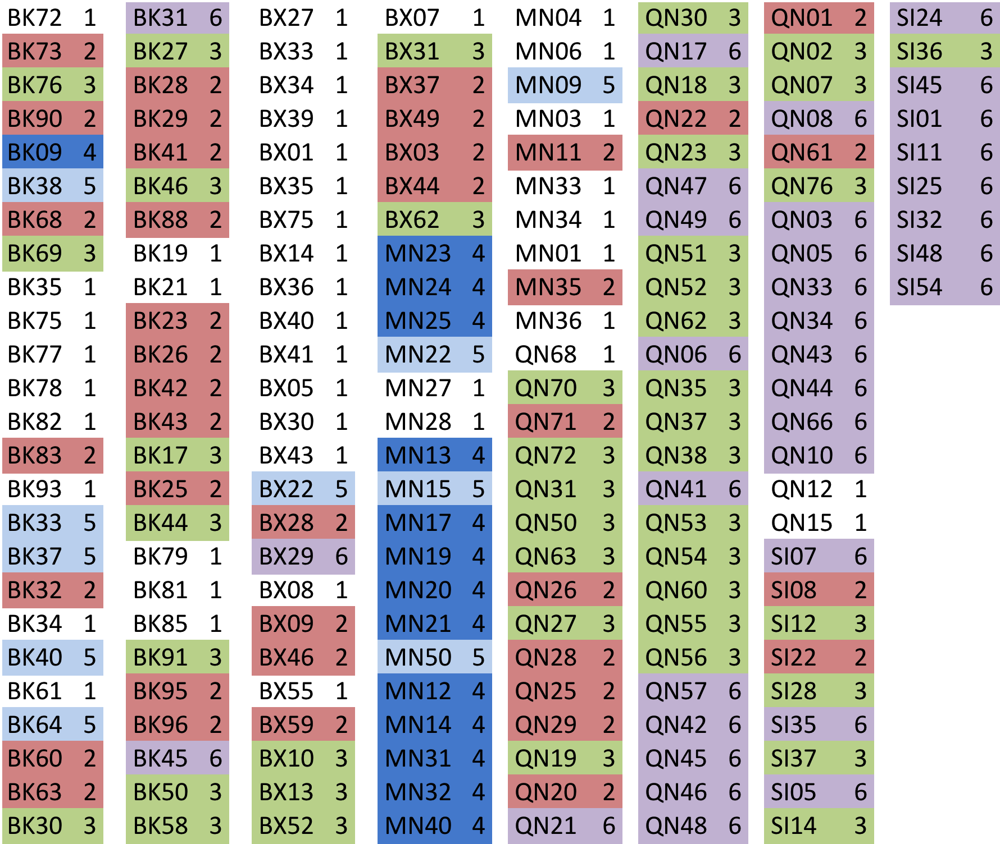 BK72 1 BK31 6 BX27 1 BX07 1 MN04 1 QN30 3 QN01 2 SI24 6
BK73 2 BK27 3 BX33 1 BX31 3 MN06 1 QN17 6 QN02 3 SI36 3
BK76 3 BK28 2 BX34 1 BX37 2 MN09 5 QN18 3 QN07 3 SI45 6
BK90 2 BK29 2 BX39 1 BX49 2 MN03 1 QN22 2 QN08 6 SI01 6
BK09 4 BK41 2 BX01 1 BX03 2 MN11 2 QN23 3 QN61 2 SI11 6
BK38 5 BK46 3 BX35 1 BX44 2 MN33 1 QN47 6 QN76 3 SI25 6
BK68 2 BK88 2 BX75 1 BX62 3 MN34 1 QN49 6 QN03 6 SI32 6
BK69 3 BK19 1 BX14 1 MN23 4 MN01 1 QN51 3 QN05 6 SI48 6
BK35 1 BK21 1 BX36 1 MN24 4 MN35 2 QN52 3 QN33 6 SI54 6
BK75 1 BK23 2 BX40 1 MN25 4 MN36 1 QN62 3 QN34 6
BK77 1 BK26 2 BX41 1 MN22 5 QN68 1 QN06 6 QN43 6
BK78 1 BK42 2 BX05 1 MN27 1 QN70 3 QN35 3 QN44 6
BK82 1 BK43 2 BX30 1 MN28 1 QN71 2 QN37 3 QN66 6
BK83 2 BK17 3 BX43 1 MN13 4 QN72 3 QN38 3 QN10 6
BK93 1 BK25 2 BX22 5 MN15 5 QN31 3 QN41 6 QN12 1
BK33 5 BK44 3 BX28 2 MN17 4 QN50 3 QN53 3 QN15 1
BK37 5 BK79 1 BX29 6 MN19 4 QN63 3 QN54 3 SI07 6
BK32 2 BK81 1 BX08 1 MN20 4 QN26 2 QN60 3 SI08 2
BK34 1 BK85 1 BX09 2 MN21 4 QN27 3 QN55 3 SI12 3
BK40 5 BK91 3 BX46 2 MN50 5 QN28 2 QN56 3 SI22 2
BK61 1 BK95 2 BX55 1 MN12 4 QN25 2 QN57 6 SI28 3
BK64 5 BK96 2 BX59 2 MN14 4 QN29 2 QN42 6 SI35 6
BK60 2 BK45 6 BX10 3 MN31 4 QN19 3 QN45 6 SI37 3
BK63 2 BK50 3 BX13 3 MN32 4 QN20 2 QN46 6 SI05 6
BK30 3 BK58 3 BX52 3 MN40 4 QN21 6 QN48 6 SI14 3